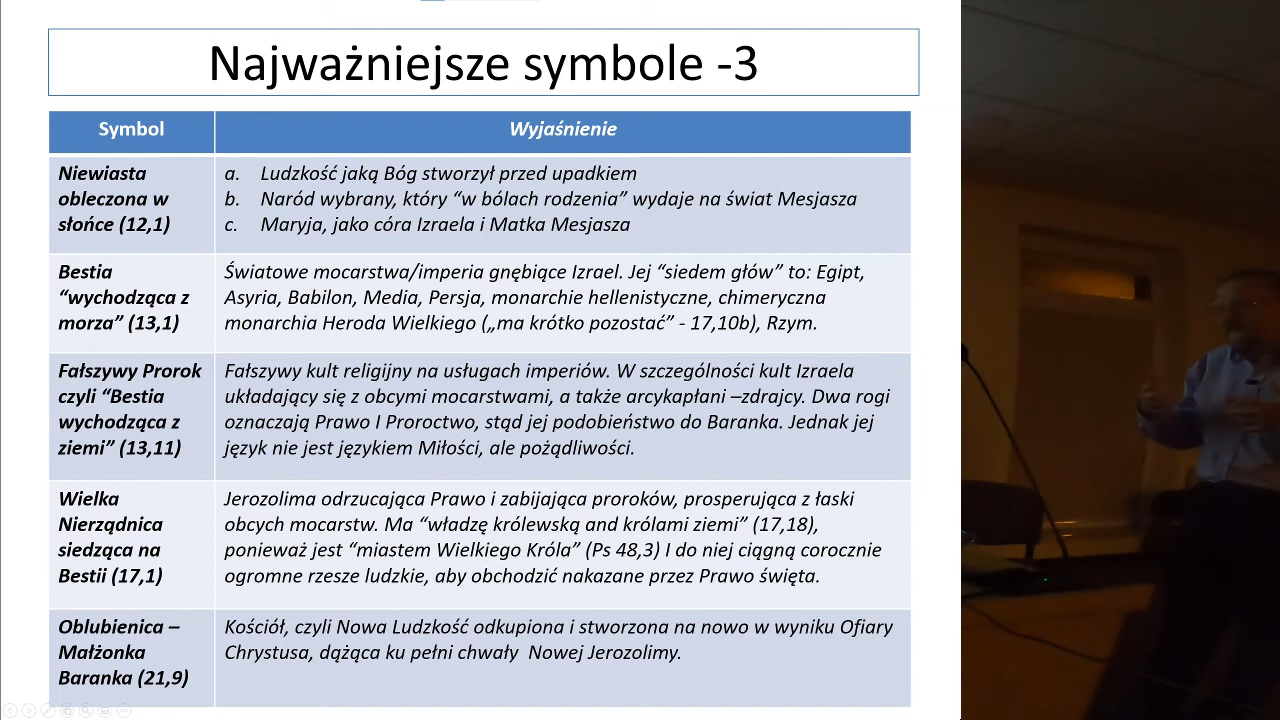 Najważniejsze symbole -3
Symbol
Wyjaśnienie
Niewiasta
obleczona w
słońce (12,1)
a. Ludzkość jaką Bóg stworzył przed upadkiem
b. Naród wybrany, który “w bólach rodzenia” wydaje na świat Mesjasza
c. Maryja, jako córa Izraela i Matka Mesjasza
Bestia
“wychodząca z
morza” (13,1)
Światowe mocarstwa/imperia gnębiące Izrael. Jej “siedem głów” to: Egipt,
Asyria, Babilon, Media, Persja, monarchie hellenistyczne, chimeryczna
monarchia Heroda Wielkiego („ma krótko pozostać” - 17,10b), Rzym.
Fałszywy Prorok
czyli “Bestia
wychodząca z
ziemi” (13,11)
Fałszywy kult religijny na usługach imperiów. W szczególności kult Izraela
układający się z obcymi mocarstwami, a także arcykapłani –zdrajcy. Dwa rogi
oznaczają Prawo I Proroctwo, stąd jej podobieństwo do Baranka. Jednak jej
język nie jest językiem Miłości, ale pożądliwości.
Wielka
Nierządnica
siedząca na
Bestii (17,1)
Jerozolima odrzucająca Prawo i zabijająca proroków, prosperująca z łaski
obcych mocarstw. Ma “władzę królewską and królami ziemi” (17,18),
ponieważ jest “miastem Wielkiego Króla” (Ps 48,3) I do niej ciągną corocznie
ogromne rzesze ludzkie, aby obchodzić nakazane przez Prawo święta.
Oblubienica –
Małżonka
Baranka (21,9)
Kościół, czyli Nowa Ludzkość odkupiona i stworzona na nowo w wyniku Ofiary
Chrystusa, dążąca ku pełni chwały Nowej Jerozolimy.